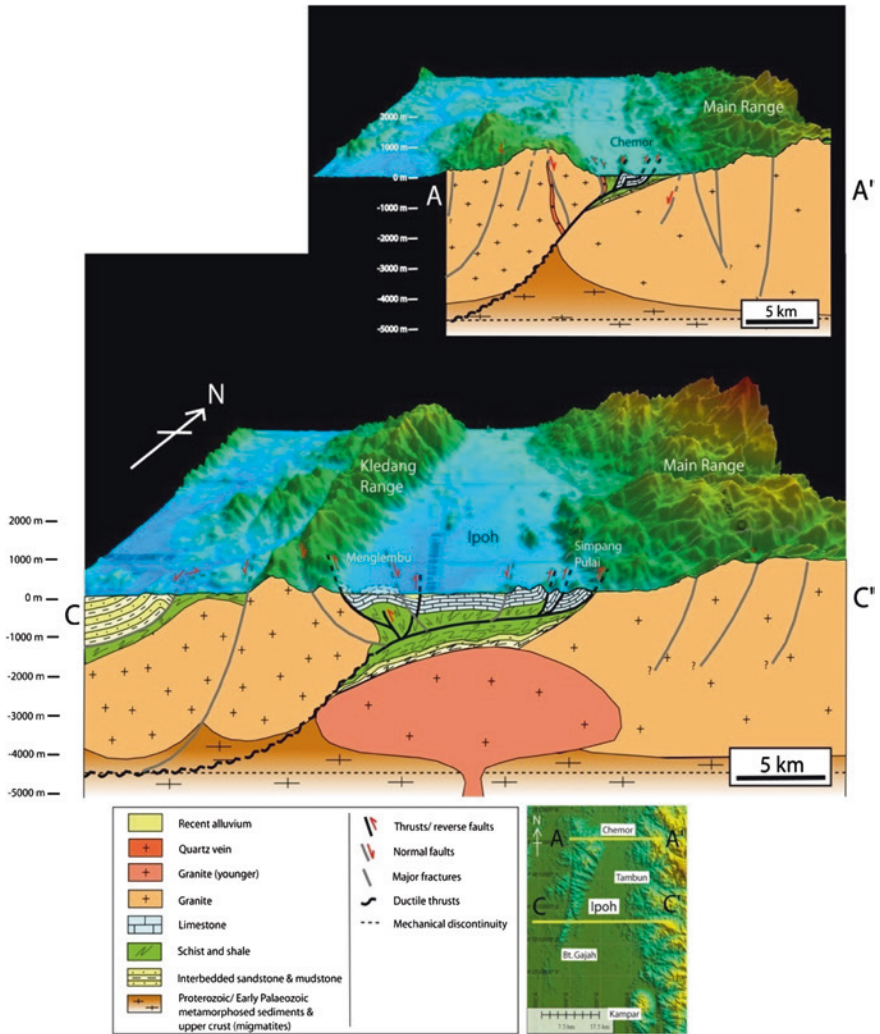 Main Range
Chemor
2000 m
1000 m
0 m
-1000 m
-2000 m
-3000 m
-4000 m
-5000 m
A
A"
?
?
5 km
N
Kledang
Range
Main Range
Ipoh
Menglembu
Simpang
Pulai
2000 m
1000 m
0 m
-1000 m
-2000 m
-3000 m
-4000 m
-5000 m
C
C"
?
?
?
5 km
Recent alluvium
Quartz vein
Granite (younger)
Granite
Limestone
Schist and shale
Interbedded sandstone & mudstone
Proterozoic/ Early Palaeozoic
metamorphosed sediments &
upper crust (migmatites)
Thrusts/ reverse faults
Normal faults
Major fractures
Ductile thrusts
Mechanical discontinuity
N
A Chemor A'
Tambun
C Ipoh C'
Bt. Gajah
Kampar